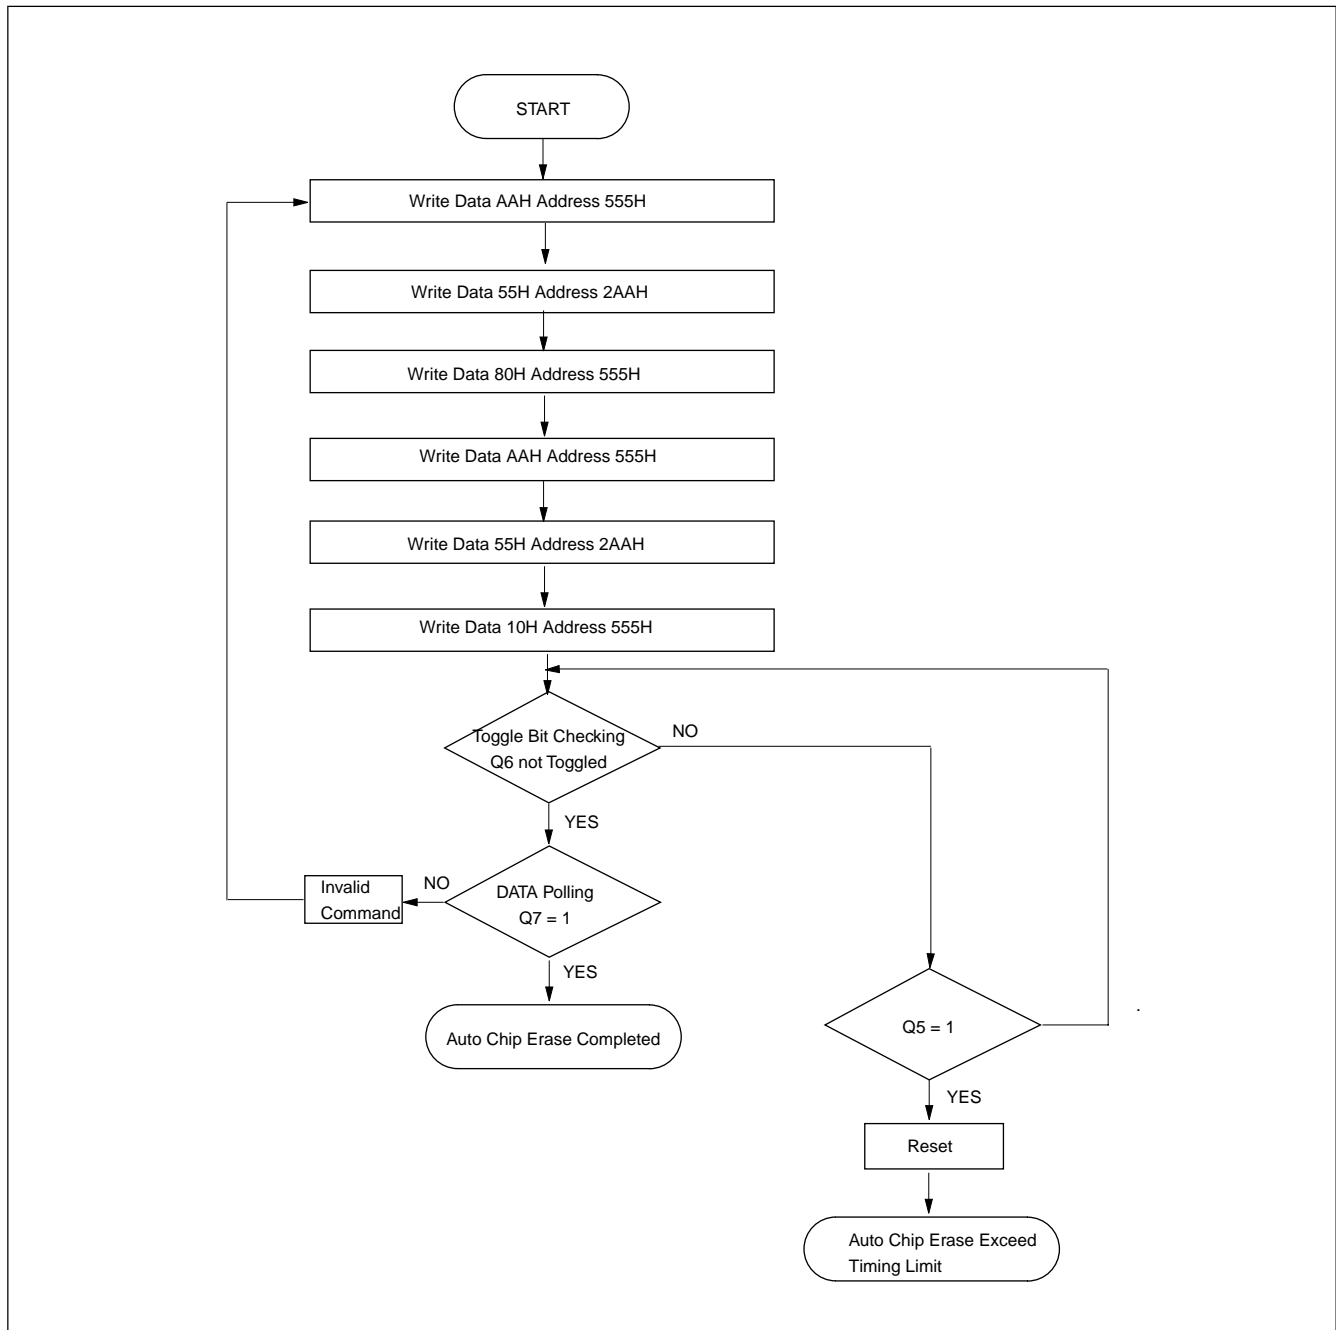 START
Write Data AAH Address 555H
Write Data 55H Address 2AAH
Write Data 80H Address 555H
Write Data AAH Address 555H
Write Data 55H Address 2AAH
Write Data 10H Address 555H
Toggle Bit Checking
Q6 not Toggled
NO
YES
Invalid
Command
NO
DATA Polling
Q7 = 1
YES
Auto Chip Erase Completed
Q5 = 1
.
YES
Reset
Auto Chip Erase Exceed
Timing Limit